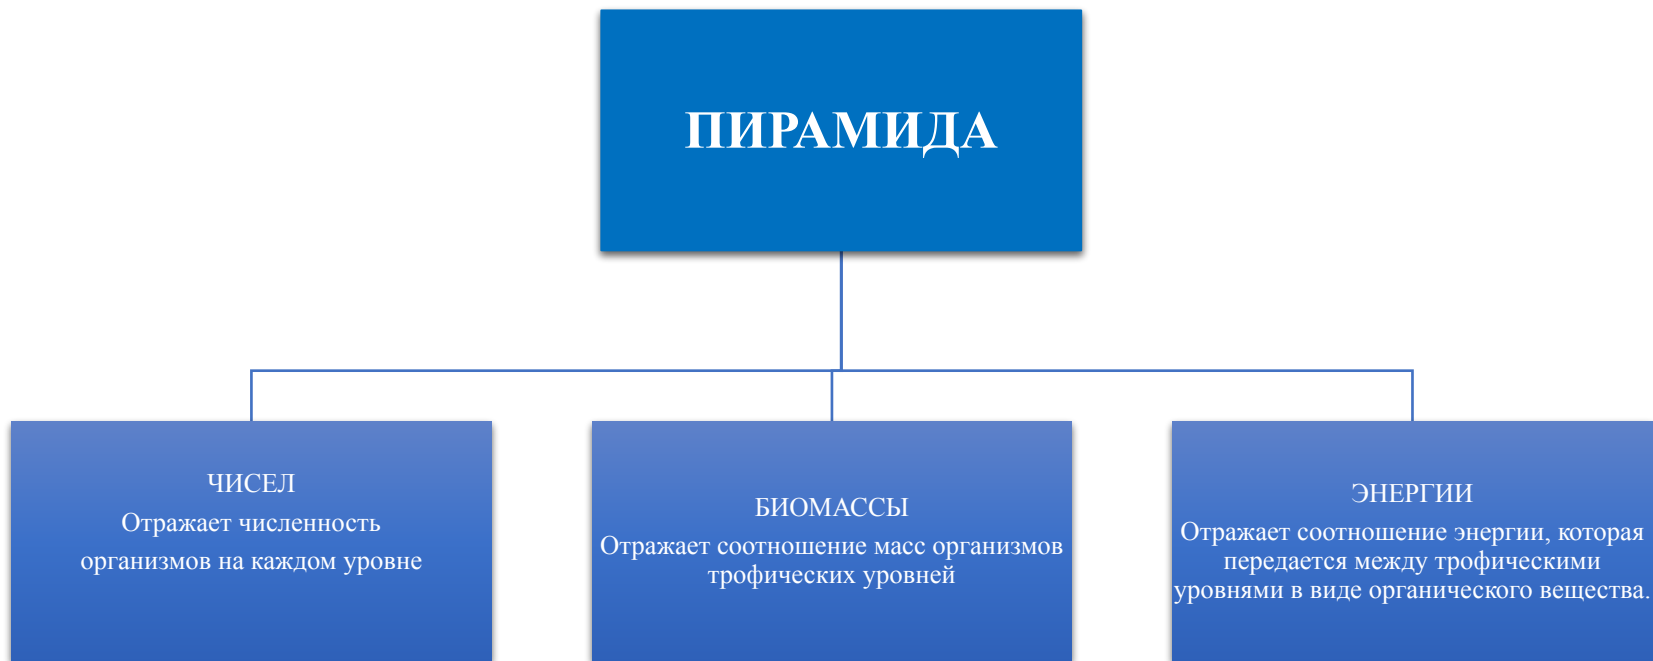 ПИРАМИДА
ЧИСЕЛ
Отражает численность
организмов на каждом уровне
БИОМАССЫ
Отражает соотношение масс организмов
трофических уровней
ЭНЕРГИИ
Отражает соотношение энергии, которая
передается между трофическими
уровнями в виде органического вещества.